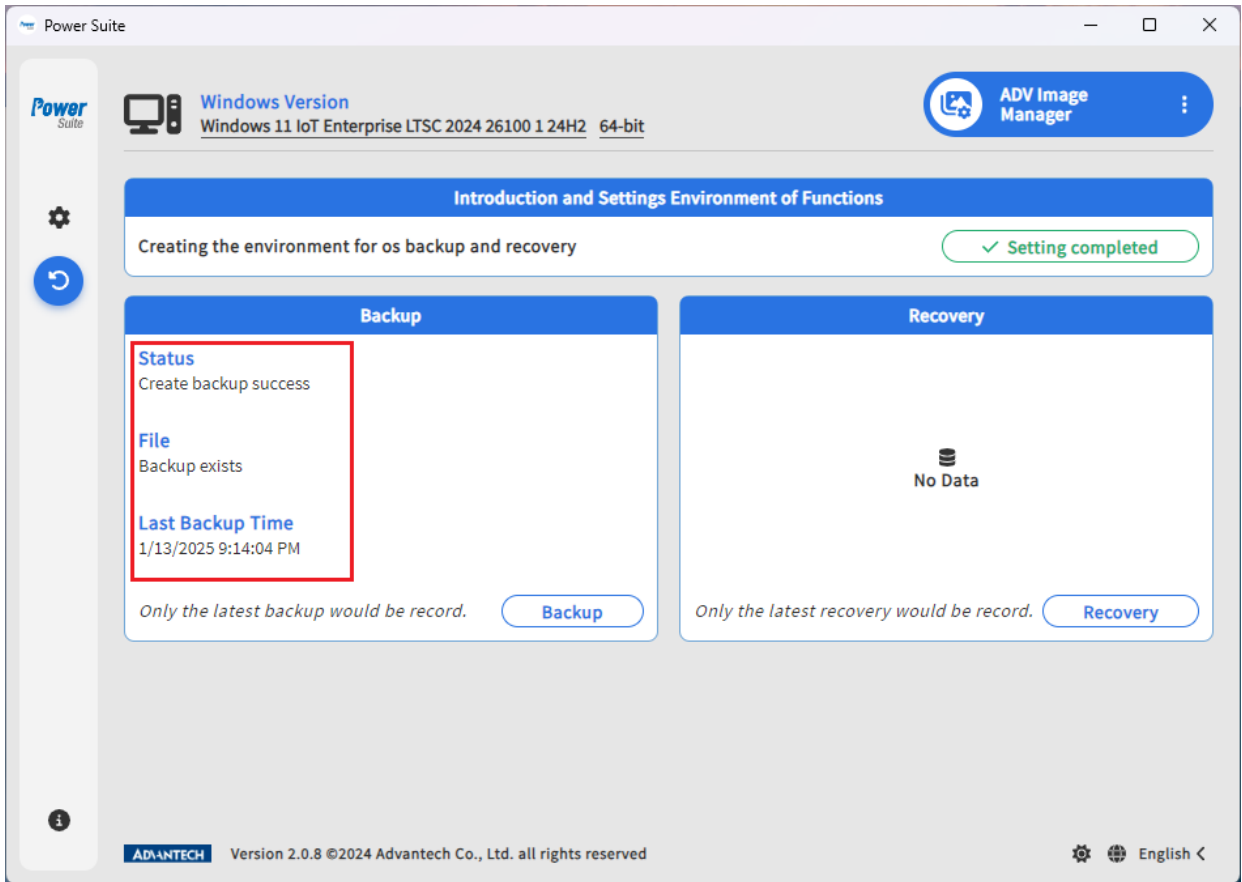 Power Suite
Power
Suite
Windows Version
Windows 11 IoT Enterprise LTSC 2024 26100 1 24H2 64-bit
ADV Image
Manager
Introduction and Settings Environment of Functions
Creating the environment for os backup and recovery
Setting completed
Backup
Status
Create backup success
File
Backup exists
Last Backup Time
1/13/2025 9:14:04 PM
Only the latest backup would be record.
Backup
Recovery
No Data
Only the latest recovery would be record.
Recovery
ADVANTECH Version 2.0.8 ©2024 Advantech Co., Ltd. all rights reserved
English